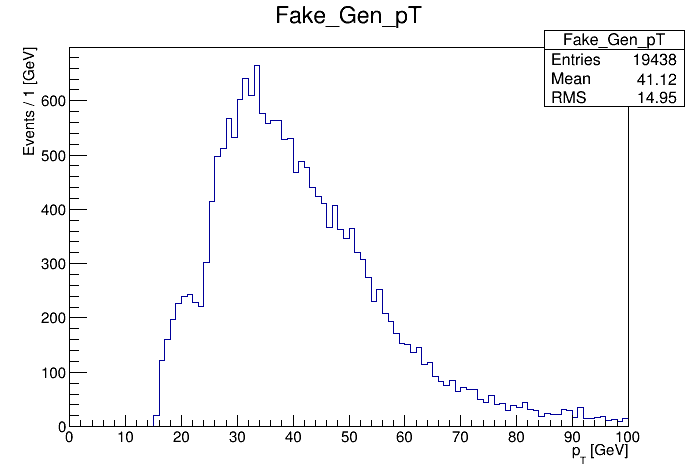 Fake_Gen_pT
Fake_Gen_pT
Entries 19438
Mean 41.12
RMS 14.95
Events / 1 [GeV]
600
500
400
300
200
100
0
0 10 20 30 40 50 60 70 80 90 100
p_T [GeV]